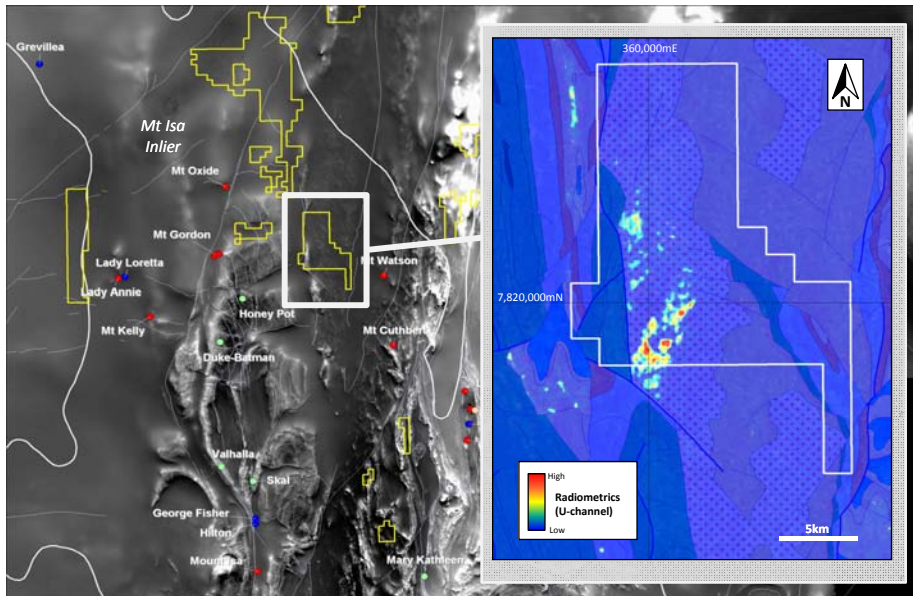 Grevillea
Mt Isa
Inlier
Mt Oxide
Mt Gordon
Lady Loretta
Lady Annie
Mt Kelly
Honey Pot
Duke-Batman
Mt Watson
Mt Cuthbert
Valhalla
Skal
George Fisher
Hilton
Mount Isa
Mary Kathleen
360,000mE
N
7,820,000mN
High
Radiometrics
(U-channel)
Low
5km